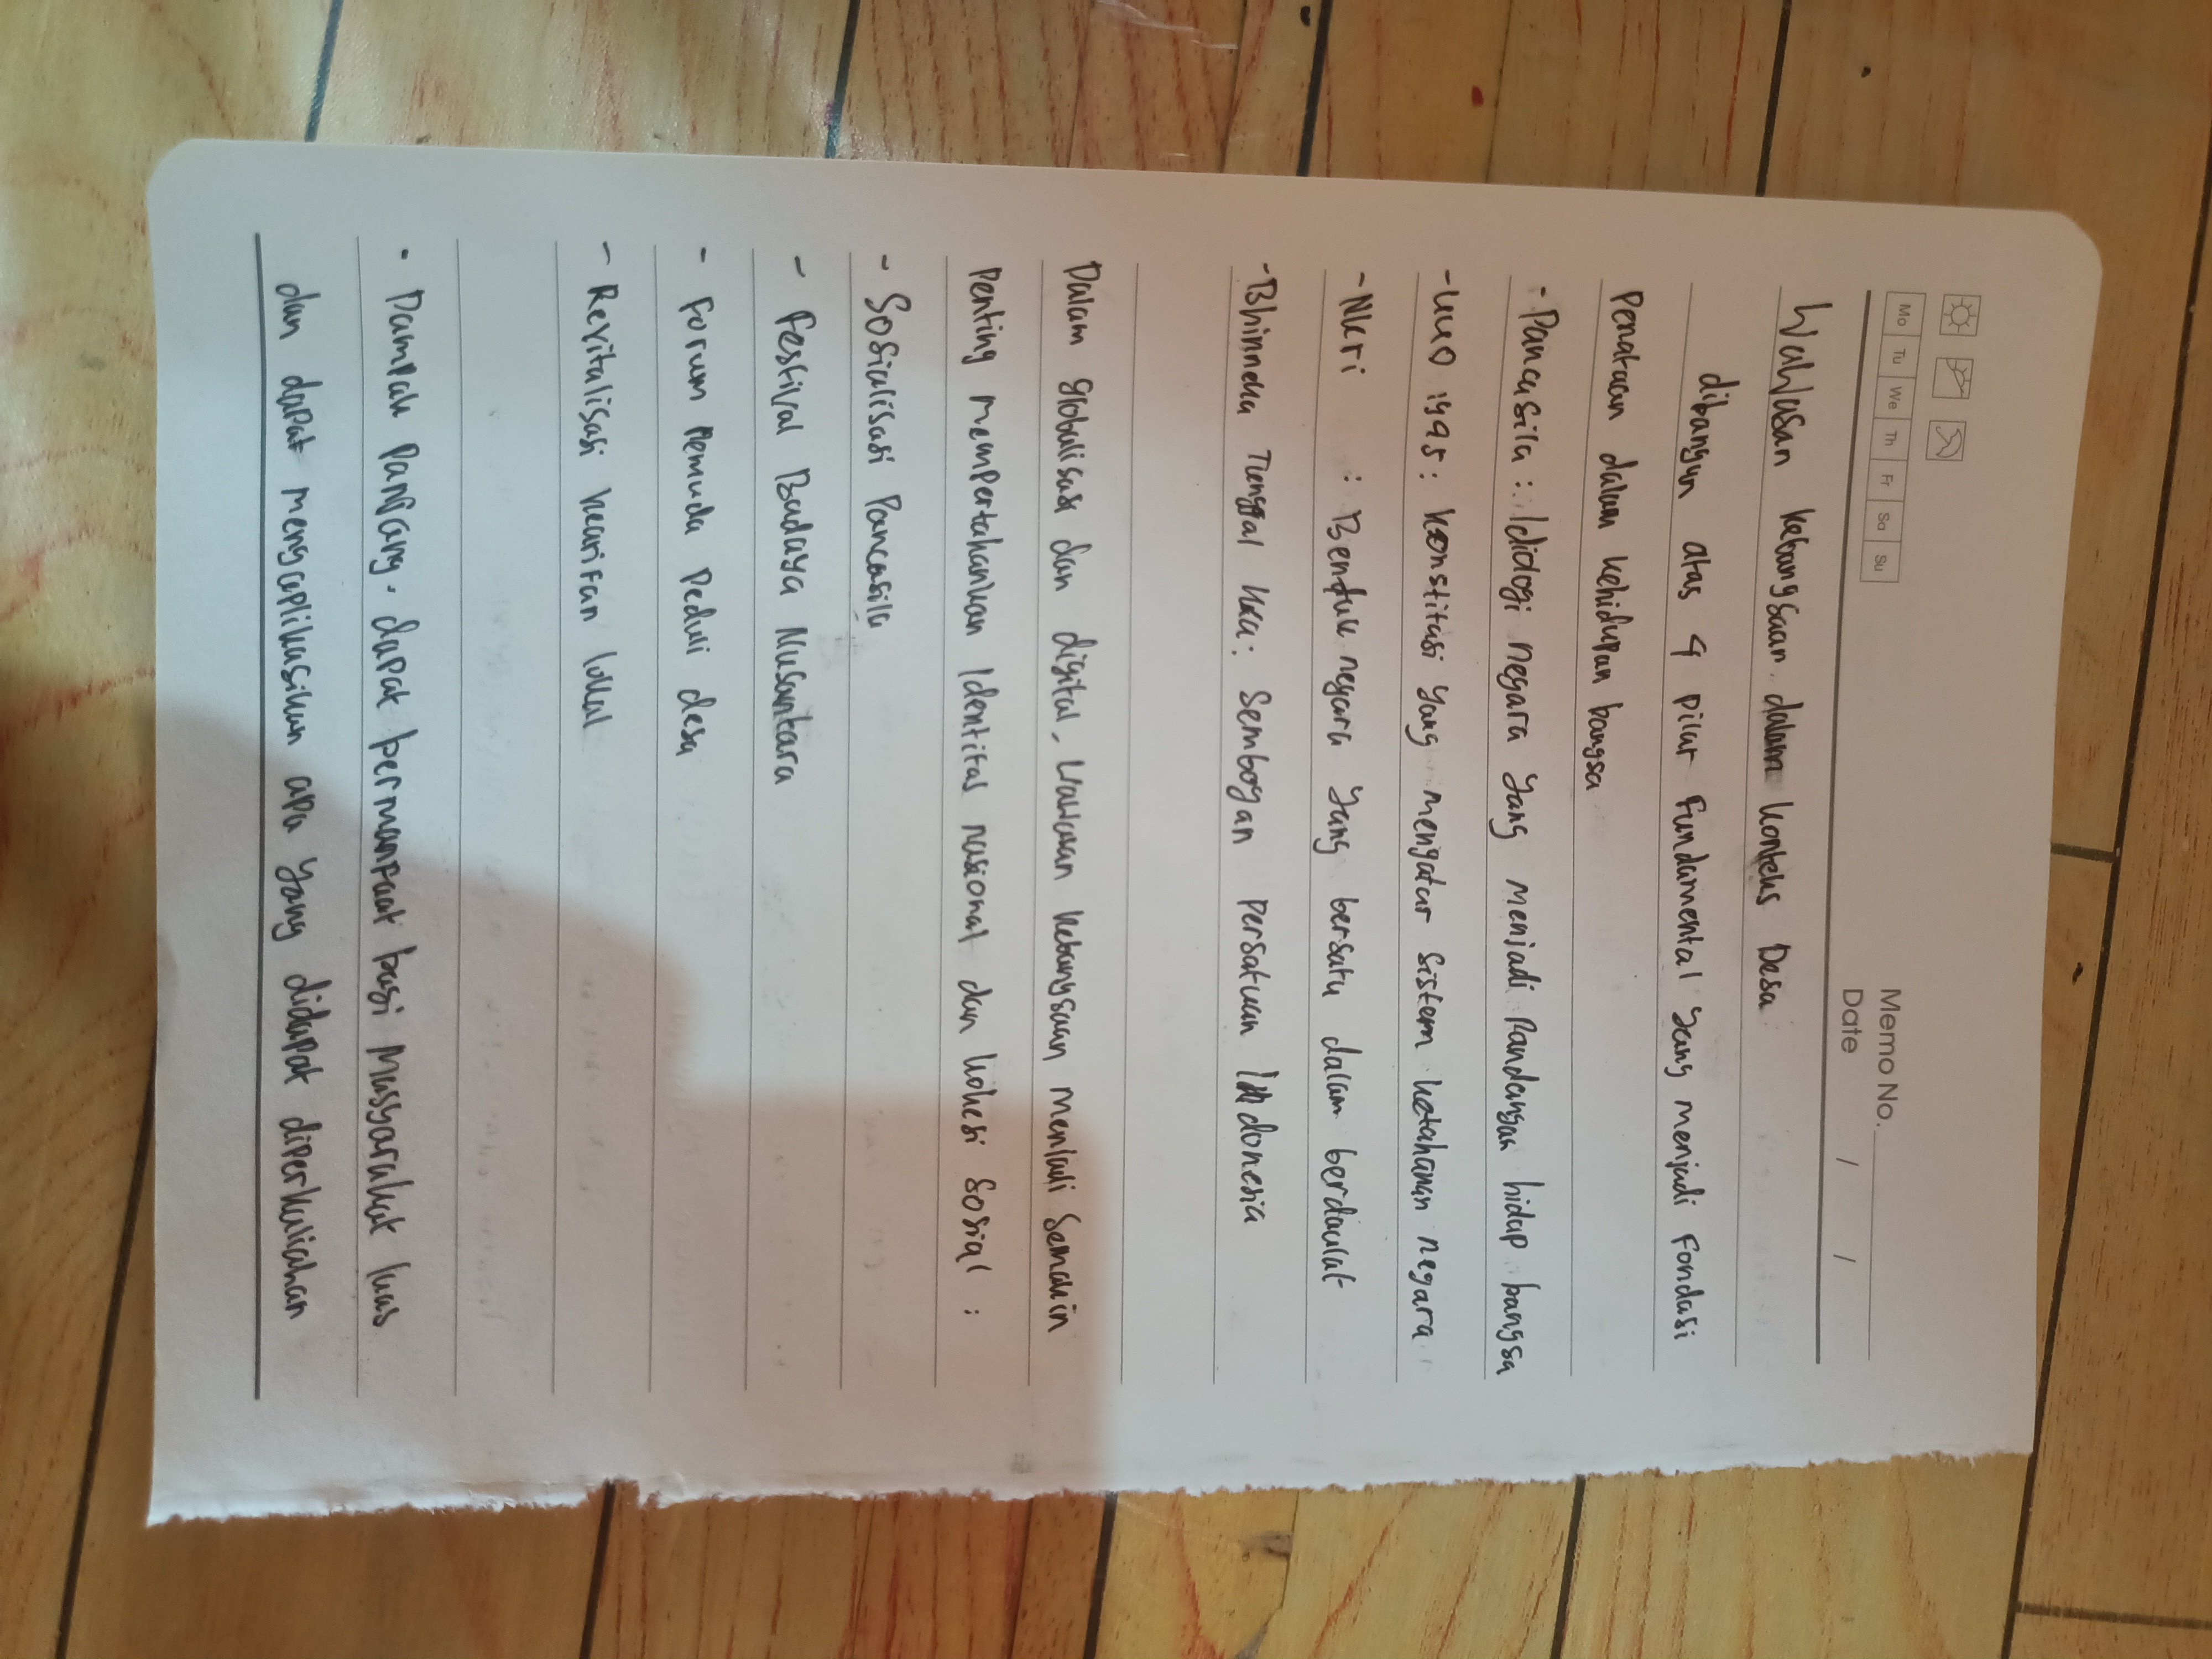 Mo Tu We Th Fr Sa Su
Memo No.
Date / /
Wawasan kebangsaan dalam konteks Desa
dibangun atas 4 pilar Fundamental yang menjadi Fondasi
Penataan dalam kehidupan bangsa
- Pancasila : Idiologi negara yang menjadi Pandangan hidup bangsa
- UUD 1945 : Konstitusi yang mengatur sistem ketahanan negara
- NKri : Bentuk negara yang bersatu dalam berdaulat
- Bhinneka Tunggal Ika : Semboyan Persatuan Indonesia
Dalam globalisasi dan digital, wawasan kebangsaan menjadi semakin
Penting mempertahankan Identitas nasional dan kohesi sosial :
- Sosialisasi Pancasila
- Festival Budaya Nusantara
- Forum Pemuda Peduli desa
- Revitalisasi kearifan lokal
- Dampak Panjang. dapat bermanfaat bagi Masyarakat luas
dan dapat mengaplikasikan apa yang didapat diperkuliahan